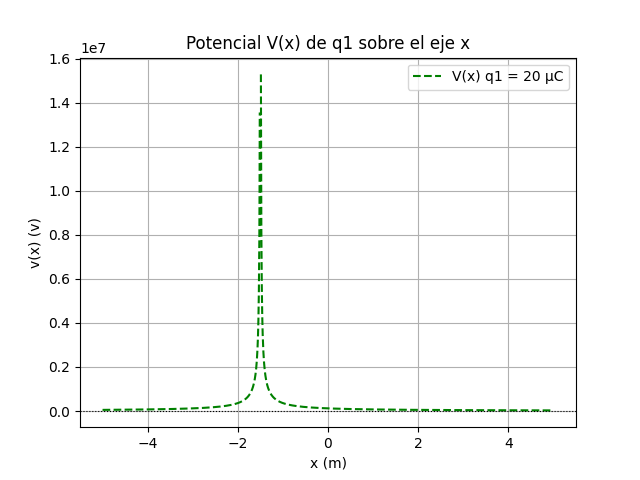 Potencial V(x) de q1 sobre el eje x
1e7
V(x) q1 = 20 μC
1.6
1.4
1.2
1.0
0.8
0.6
0.4
0.2
0.0
v(x) (v)
−4
−2
0
2
4
x (m)